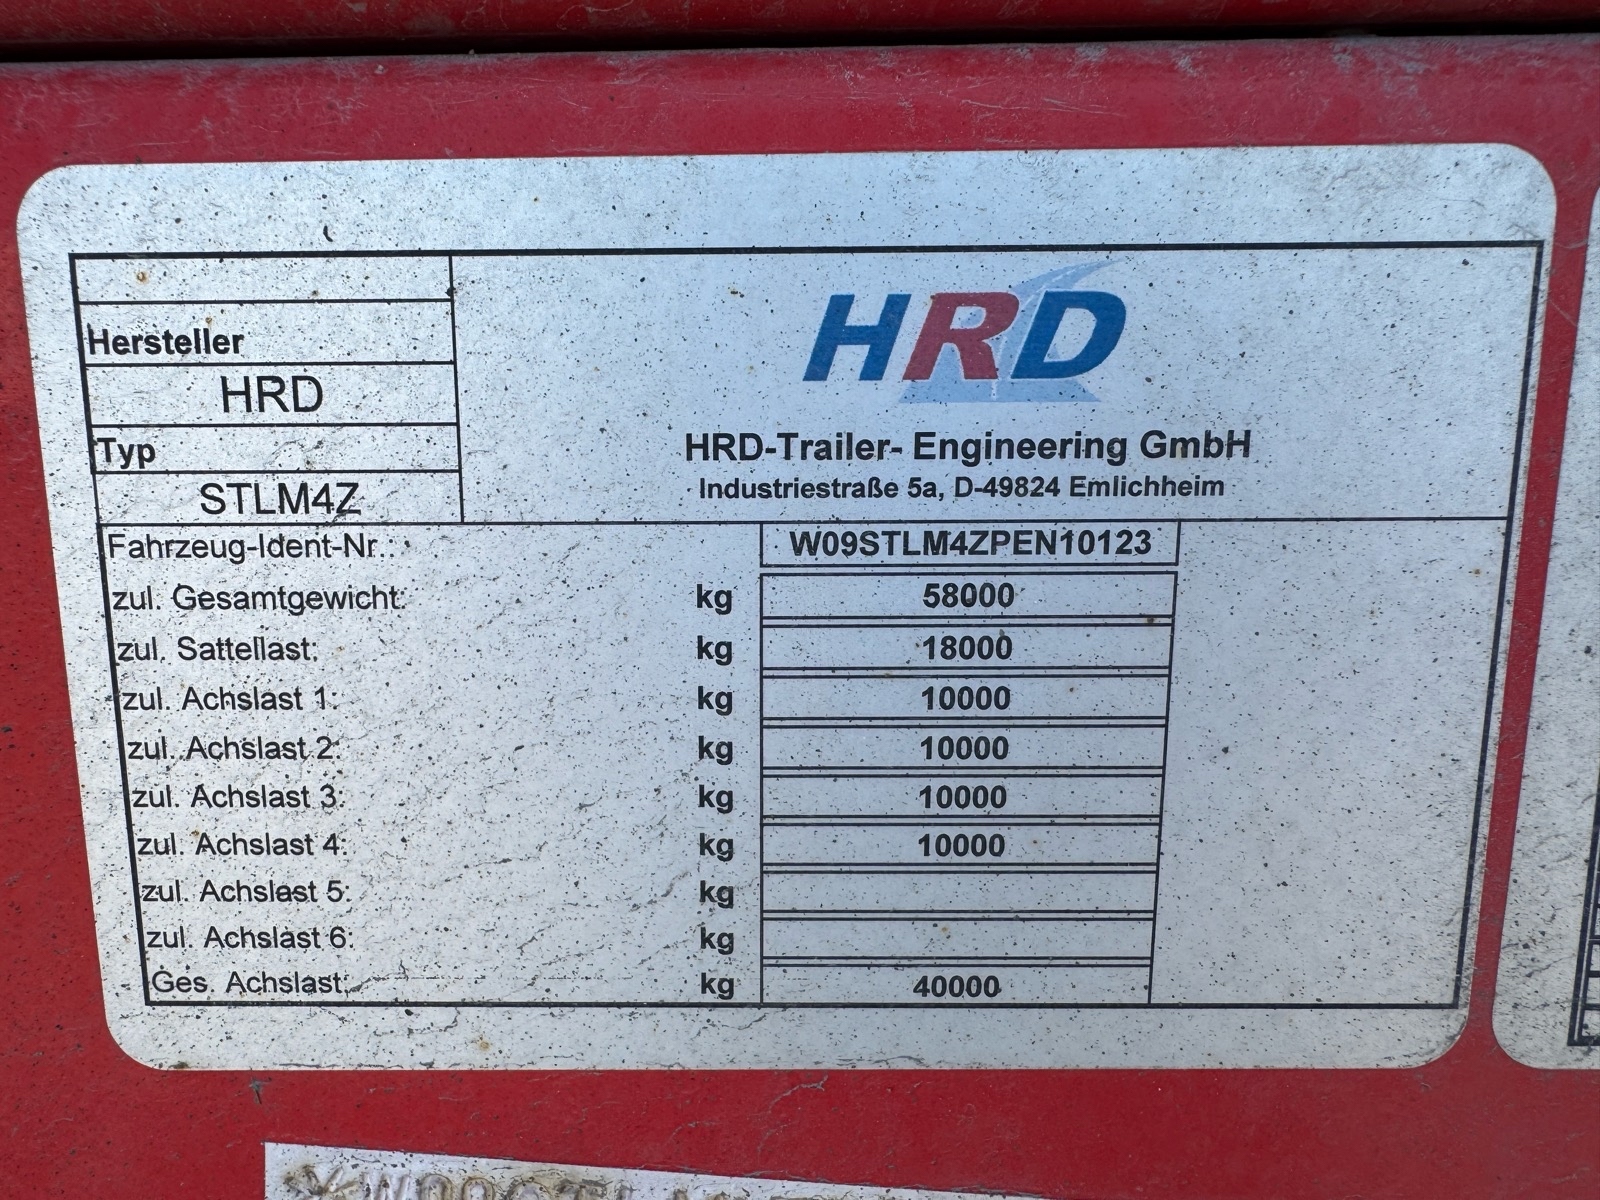 Hersteller
HRD
Typ
STLM4Z
HRD
HRD-Trailer- Engineering GmbH
Industriestraße 5a, D-49824 Emlichheim
Fahrzeug-Ident-Nr.: W09STLM4ZPEN10123
zul. Gesamtgewicht: kg 58000
zul. Sattellast: kg 18000
zul. Achslast 1: kg 10000
zul. Achslast 2: kg 10000
zul. Achslast 3: kg 10000
zul. Achslast 4: kg 10000
zul. Achslast 5: kg
zul. Achslast 6: kg
Ges. Achslast: kg 40000